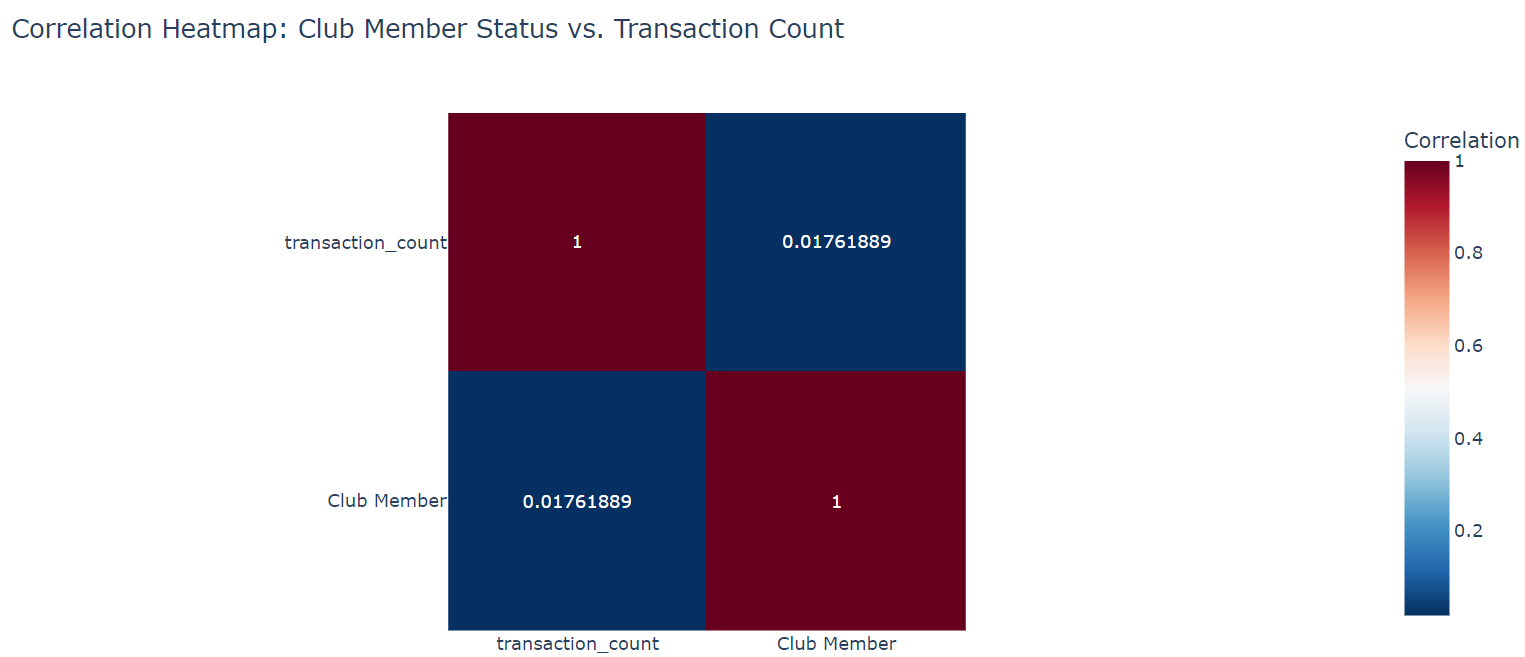 Correlation Heatmap: Club Member Status vs. Transaction Count
transaction_count
1
0.01761889
Club Member
0.01761889
1
transaction_count
Club Member
Correlation
1
0.8
0.6
0.4
0.2